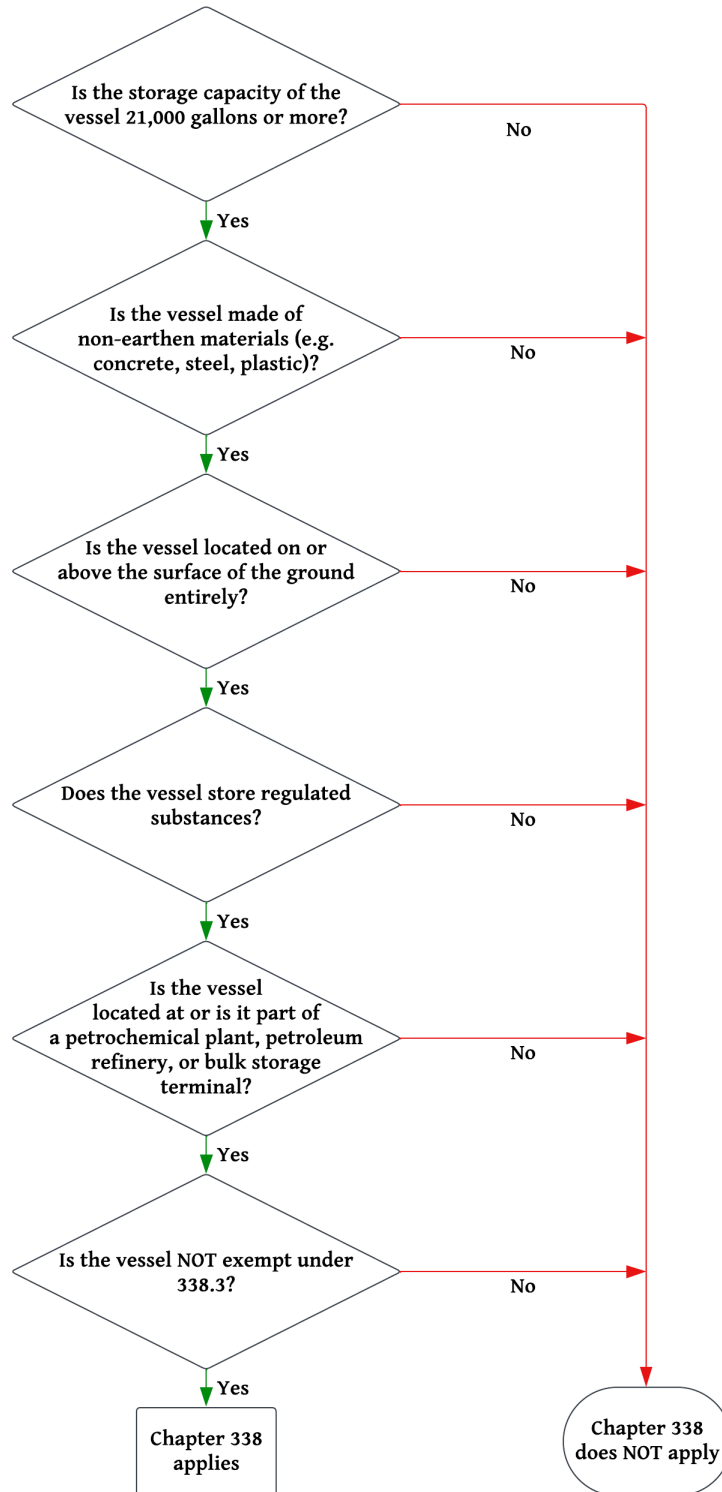 Is the storage capacity of the
vessel 21,000 gallons or more?
No
Yes
Is the vessel made of
non-earthen materials (e.g.
concrete, steel, plastic)?
No
Yes
Is the vessel located on or
above the surface of the ground
entirely?
No
Yes
Does the vessel store regulated
substances?
No
Yes
Is the vessel
located at or is it part of
a petrochemical plant, petroleum
refinery, or bulk storage
terminal?
No
Yes
Is the vessel NOT exempt under
338.3?
No
Yes
Chapter 338
applies
Chapter 338
does NOT apply